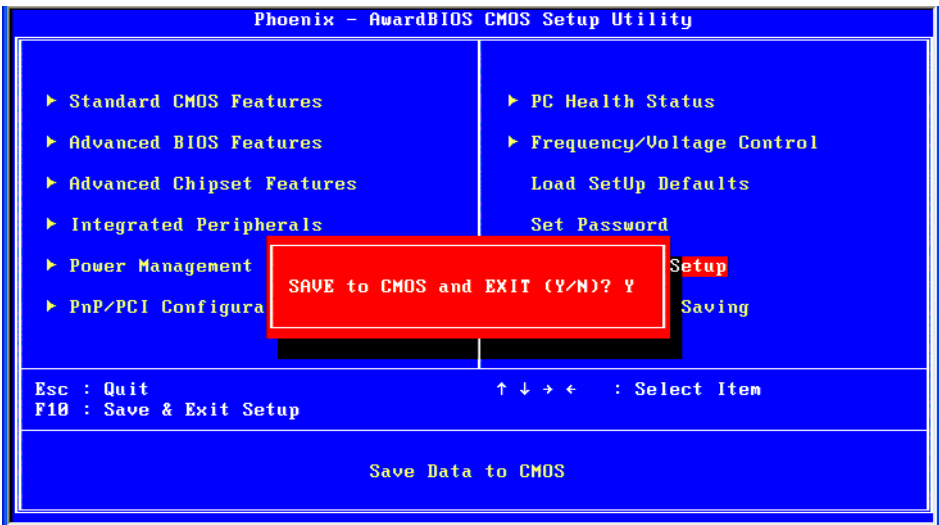 Phoenix - AwardBIOS CMOS Setup Utility
► Standard CMOS Features
► Advanced BIOS Features
► Advanced Chipset Features
► Integrated Peripherals
► Power Management
► PnP/PCI Configura
► PC Health Status
► Frequency/Voltage Control
Load SetUp Defaults
Set Password
Setup
Saving
SAVE to CMOS and EXIT (Y/N)? Y
Esc : Quit
F10 : Save & Exit Setup
↑ ↓ → ← : Select Item
Save Data to CMOS